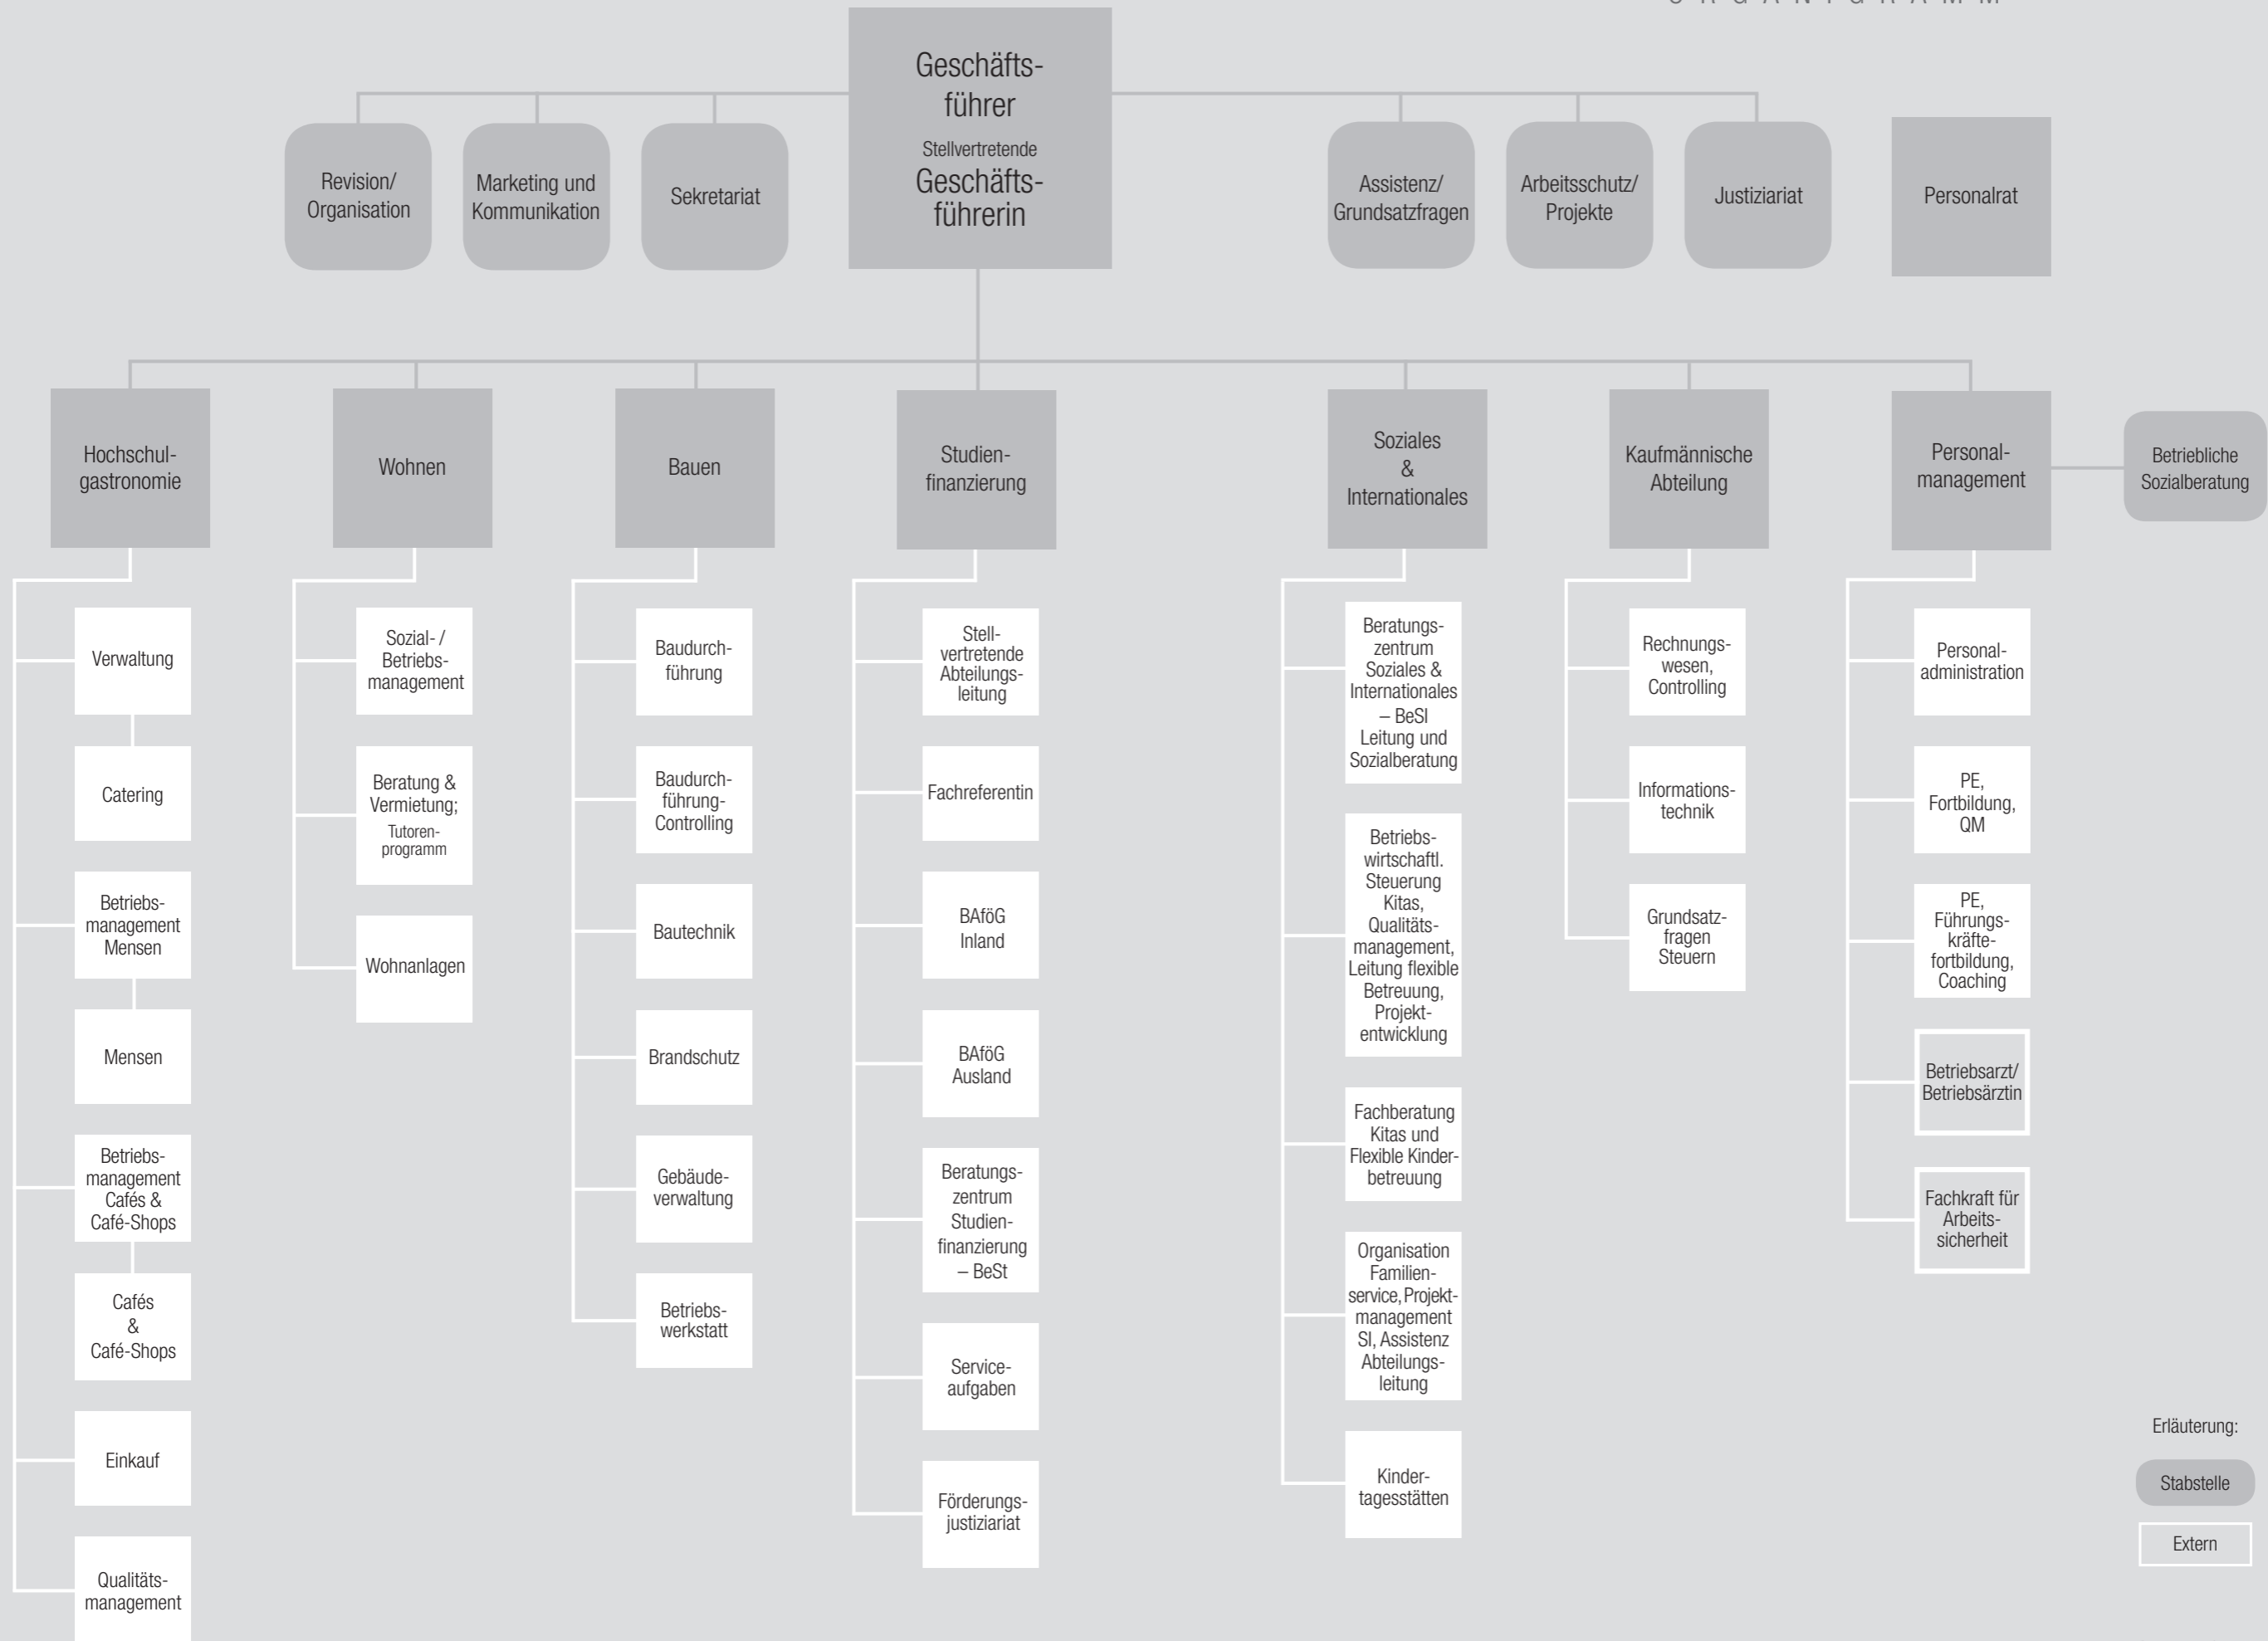 ORGANIGRAMM
Geschäfts-
führer
Stellvertretende
Geschäfts-
führerin
Revision/
Organisation
Marketing und
Kommunikation
Sekretariat
Assistenz/
Grundsatzfragen
Arbeitsschutz/
Projekte
Justiziariat
Personalrat
Hochschul-
gastronomie
Wohnen
Bauen
Studien-
finanzierung
Soziales
&
Internationales
Kaufmännische
Abteilung
Personal-
management
Betriebliche
Sozialberatung
Verwaltung
Catering
Betriebs-
management
Mensen
Mensen
Betriebs-
management
Cafés &
Café-Shops
Cafés
&
Café-Shops
Einkauf
Qualitäts-
management
Sozial- /
Betriebs-
management
Beratung &
Vermietung;
Tutoren-
programm
Wohnanlagen
Baudurch-
führung
Baudurch-
führung-
Controlling
Bautechnik
Brandschutz
Gebäude-
verwaltung
Betriebs-
werkstatt
Stell-
vertretende
Abteilungs-
leitung
Fachreferentin
BAföG
Inland
BAföG
Ausland
Beratungs-
zentrum
Studien-
finanzierung
– BeSt
Service-
aufgaben
Förderungs-
justiziariat
Beratungs-
zentrum
Soziales &
Internationales
– BeSI
Leitung und
Sozialberatung
Betriebs-
wirtschaftl.
Steuerung
Kitas,
Qualitäts-
management,
Leitung flexible
Betreuung,
Projekt-
entwicklung
Fachberatung
Kitas und
Flexible Kinder-
betreuung
Organisation
Familien-
service, Projekt-
management
SI, Assistenz
Abteilungs-
leitung
Kinder-
tagesstätten
Rechnungs-
wesen,
Controlling
Informations-
technik
Grundsatz-
fragen
Steuern
Personal-
administration
PE,
Fortbildung,
QM
PE,
Führungs-
kräfte-
fortbildung,
Coaching
Betriebsarzt/
Betriebsärztin
Fachkraft für
Arbeits-
sicherheit
Erläuterung:
Stabstelle
Extern